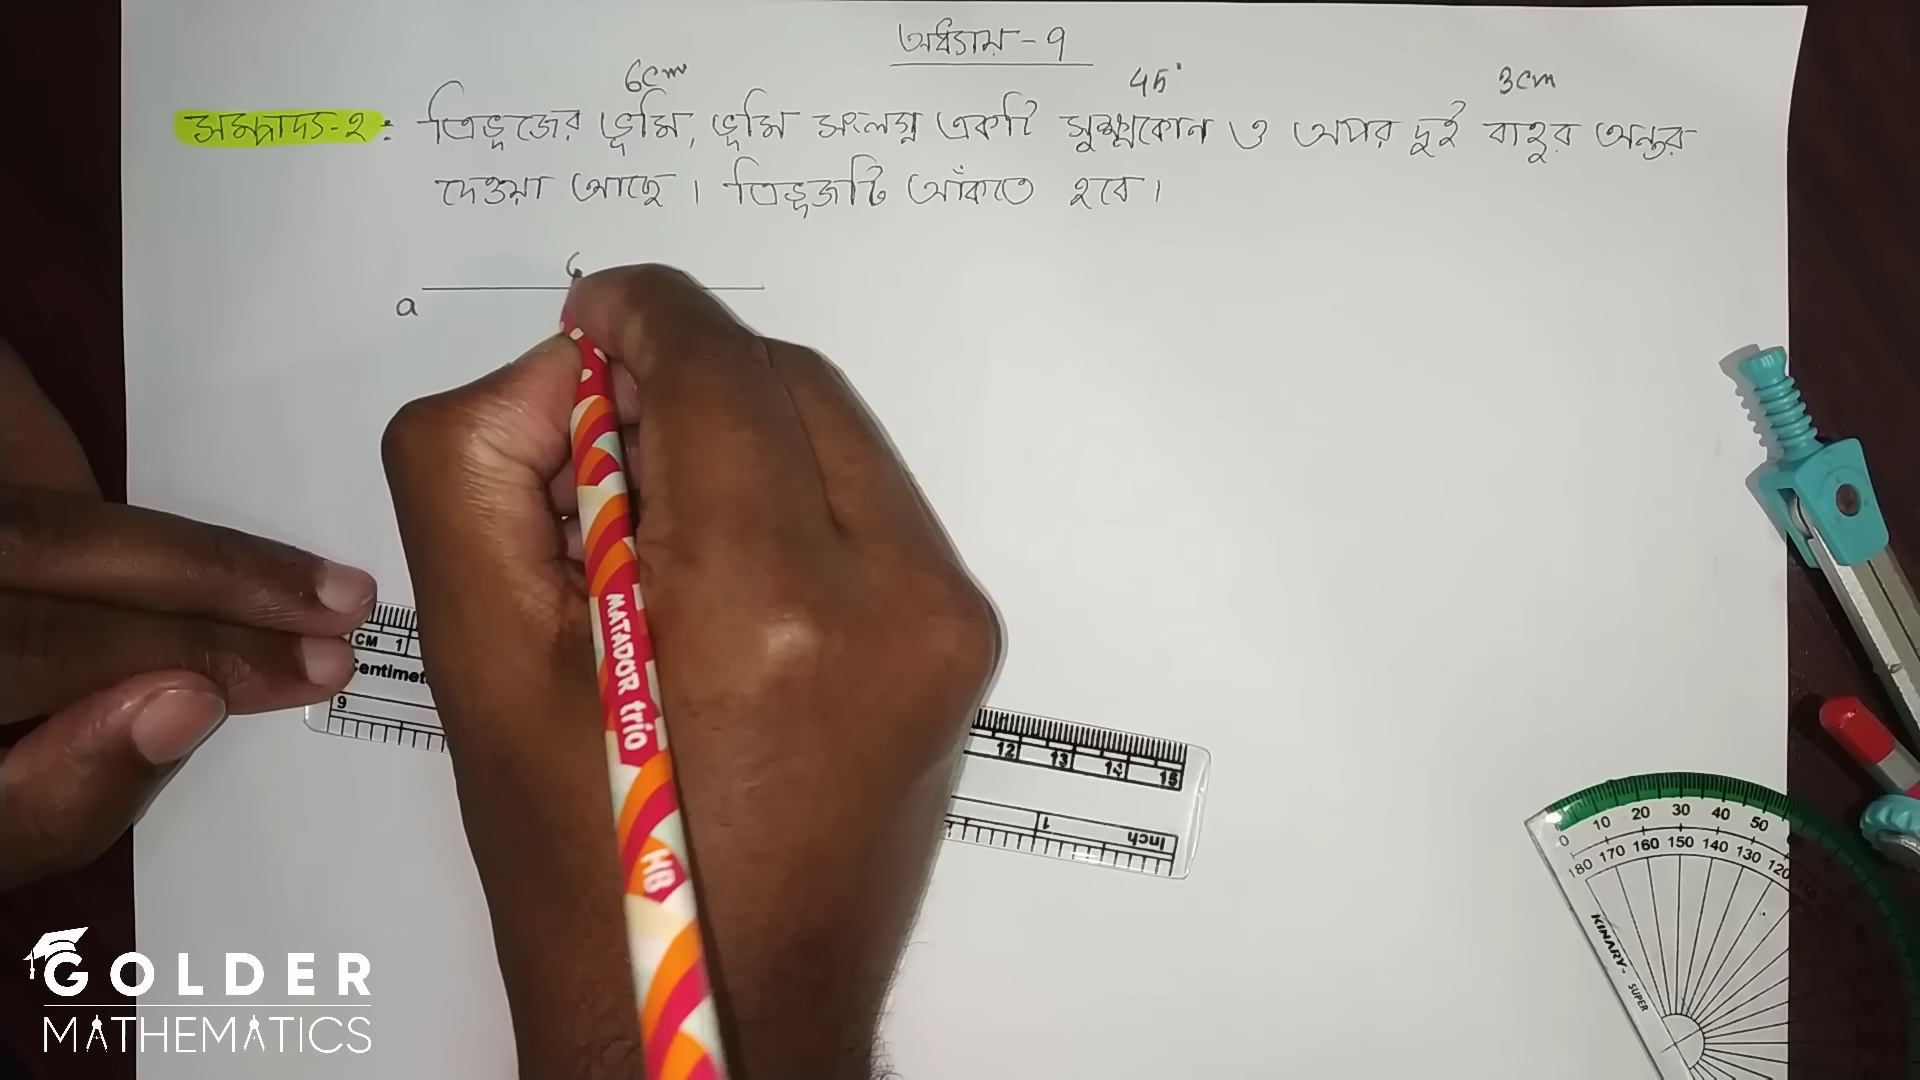 অধ্যায় - ৭
6cm 45° 3cm
সম্পাদ্য-২: ত্রিভুজের ভূমি, ভূমি সংলগ্ন একটি সূক্ষ্মকোন ও অপর দুই বাহুর অন্তর
দেওয়া আছে। ত্রিভুজটি আঁকতে হবে।
6
a
CM 1
Centimet
9
12 13 14 15
1 Inch
MATADOR trio
HB
0 10 20 30 40 50
180 170 160 150 140 130 120
KINARY- SUPER
GOLDER
MATHEMATICS